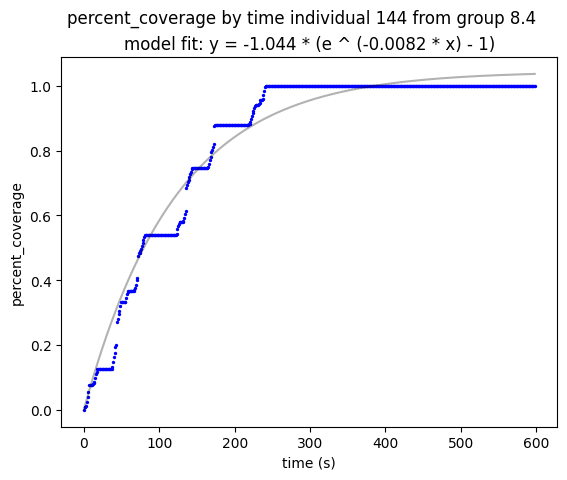 percent_coverage by time individual 144 from group 8.4
model fit: y = -1.044 * (e ^ (-0.0082 * x) - 1)
1.0
0.8
0.6
0.4
0.2
0.0
percent_coverage
0 100 200 300 400 500 600
time (s)